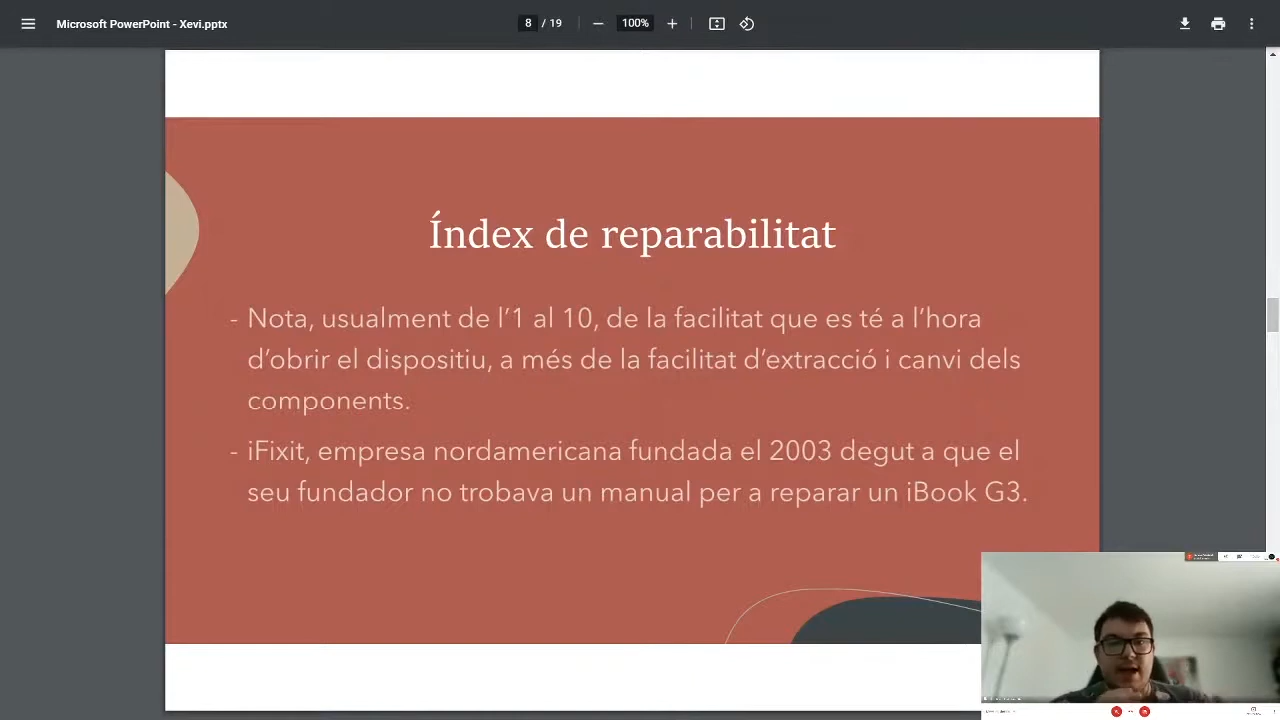 Microsoft PowerPoint - Xevi.pptx
8 / 19
100%
Índex de reparabilitat
- Nota, usualment de l’1 al 10, de la facilitat que es té a l’hora
d’obrir el dispositiu, a més de la facilitat d’extracció i canvi dels
components.
- iFixit, empresa nordamericana fundada el 2003 degut a que el
seu fundador no trobava un manual per a reparar un iBook G3.